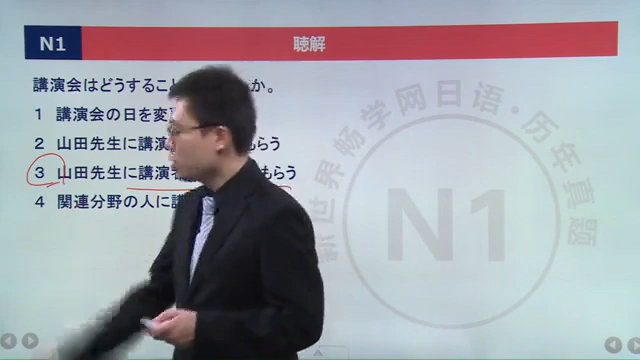 N1 聴解
講演会はどうすること か。
1 講演会の日を変
2 山田先生に講演 もらう
3 山田先生に講演者 もらう
4 関連分野の人に講
新世界畅学网日语·历年真题
N1